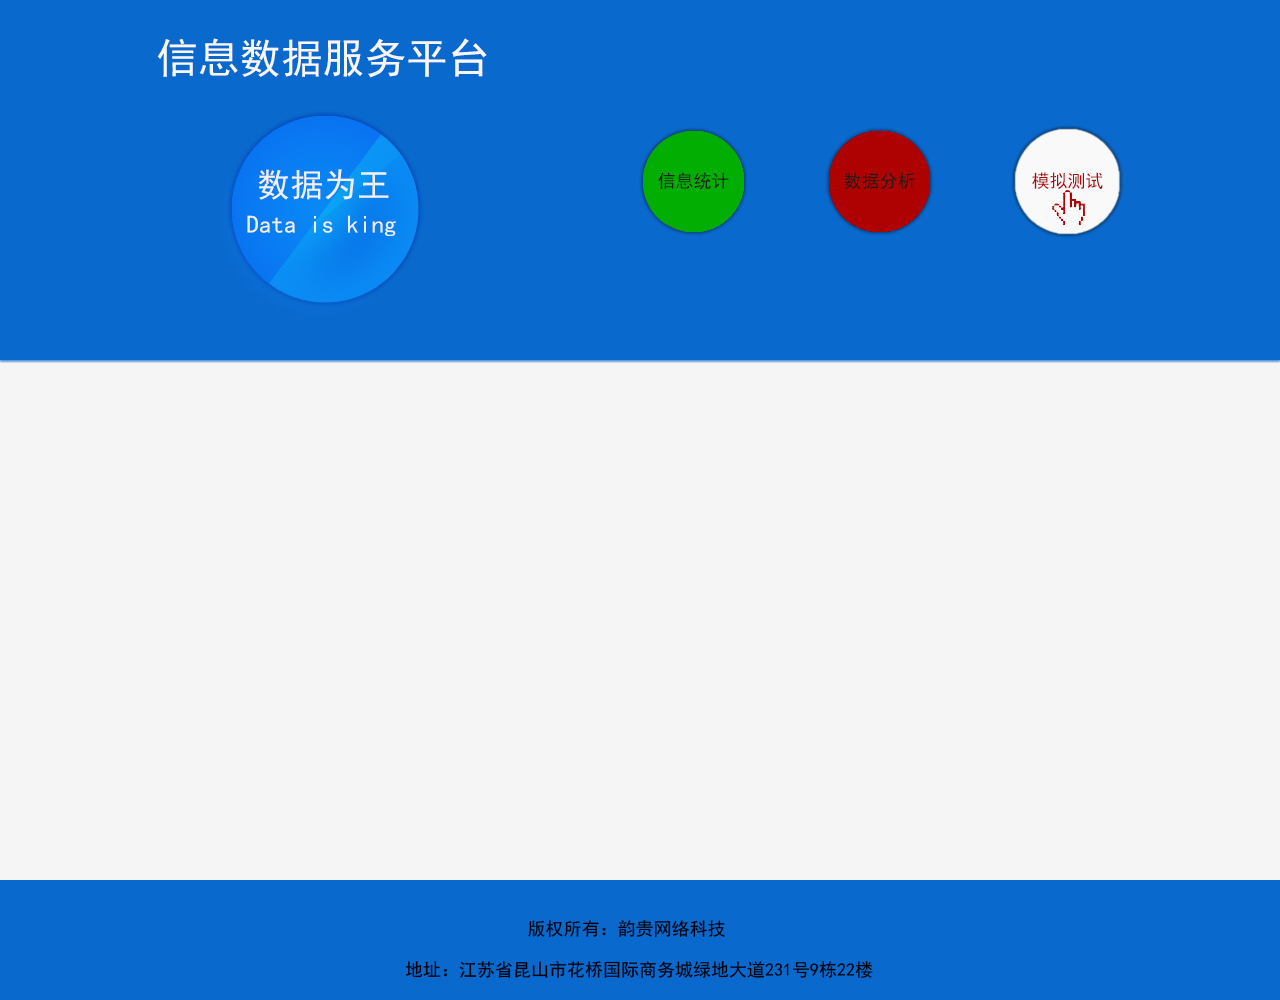 信息数据服务平台
数据为王
Data is king
信息统计
数据分析
模拟测试
版权所有：韵贵网络科技
地址：江苏省昆山市花桥国际商务城绿地大道231号9栋22楼